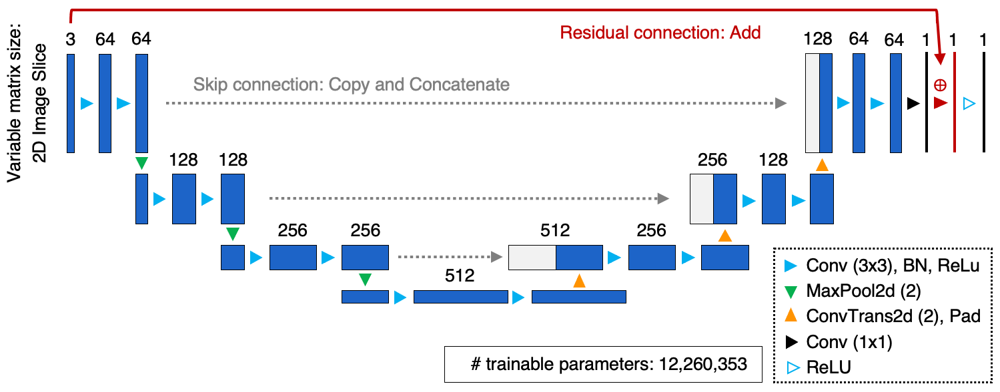 Variable matrix size:
2D Image Slice
Residual connection: Add
3
64
64
128
64
64
1
1
1
Skip connection: Copy and Concatenate
128
128
256
128
256
256
512
256
512
Conv (3x3), BN, ReLu
MaxPool2d (2)
ConvTrans2d (2), Pad
Conv (1x1)
ReLU
# trainable parameters: 12,260,353